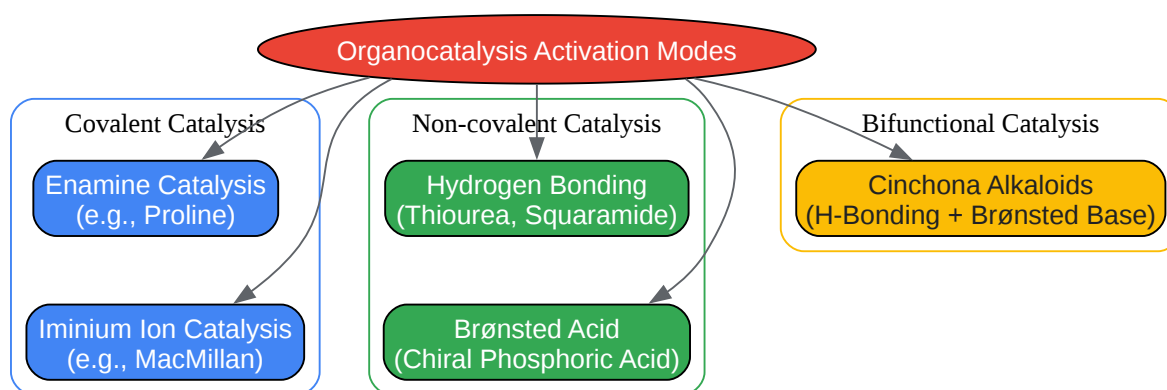 Organocatalysis Activation Modes
Covalent Catalysis
Enamine Catalysis
(e.g., Proline)
Iminium Ion Catalysis
(e.g., MacMillan)
Non-covalent Catalysis
Hydrogen Bonding
(Thiourea, Squaramide)
Brønsted Acid
(Chiral Phosphoric Acid)
Bifunctional Catalysis
Cinchona Alkaloids
(H-Bonding + Brønsted Base)